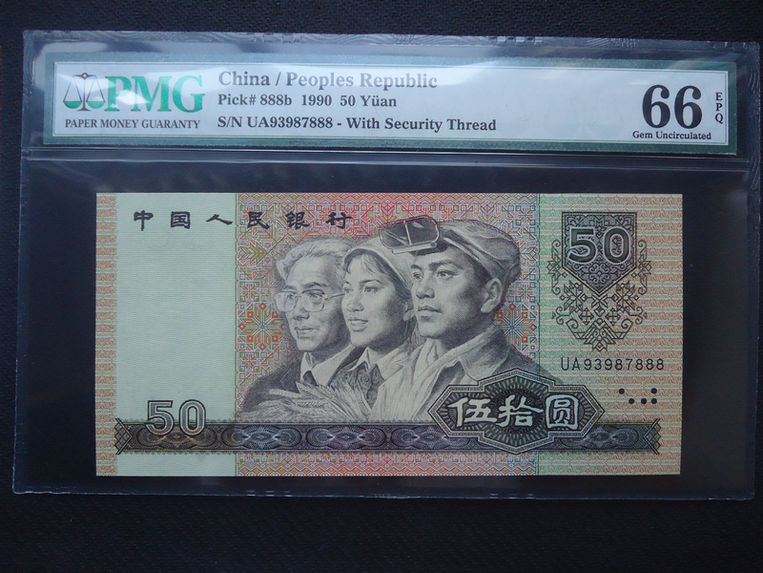 PMG
PAPER MONEY GUARANTY
China / Peoples Republic
Pick# 888b 1990 50 Yüan
S/N UA93987888 - With Security Thread
66 EPQ
Gem Uncirculated
中国人民银行
50
UA93987888
50
伍拾圆